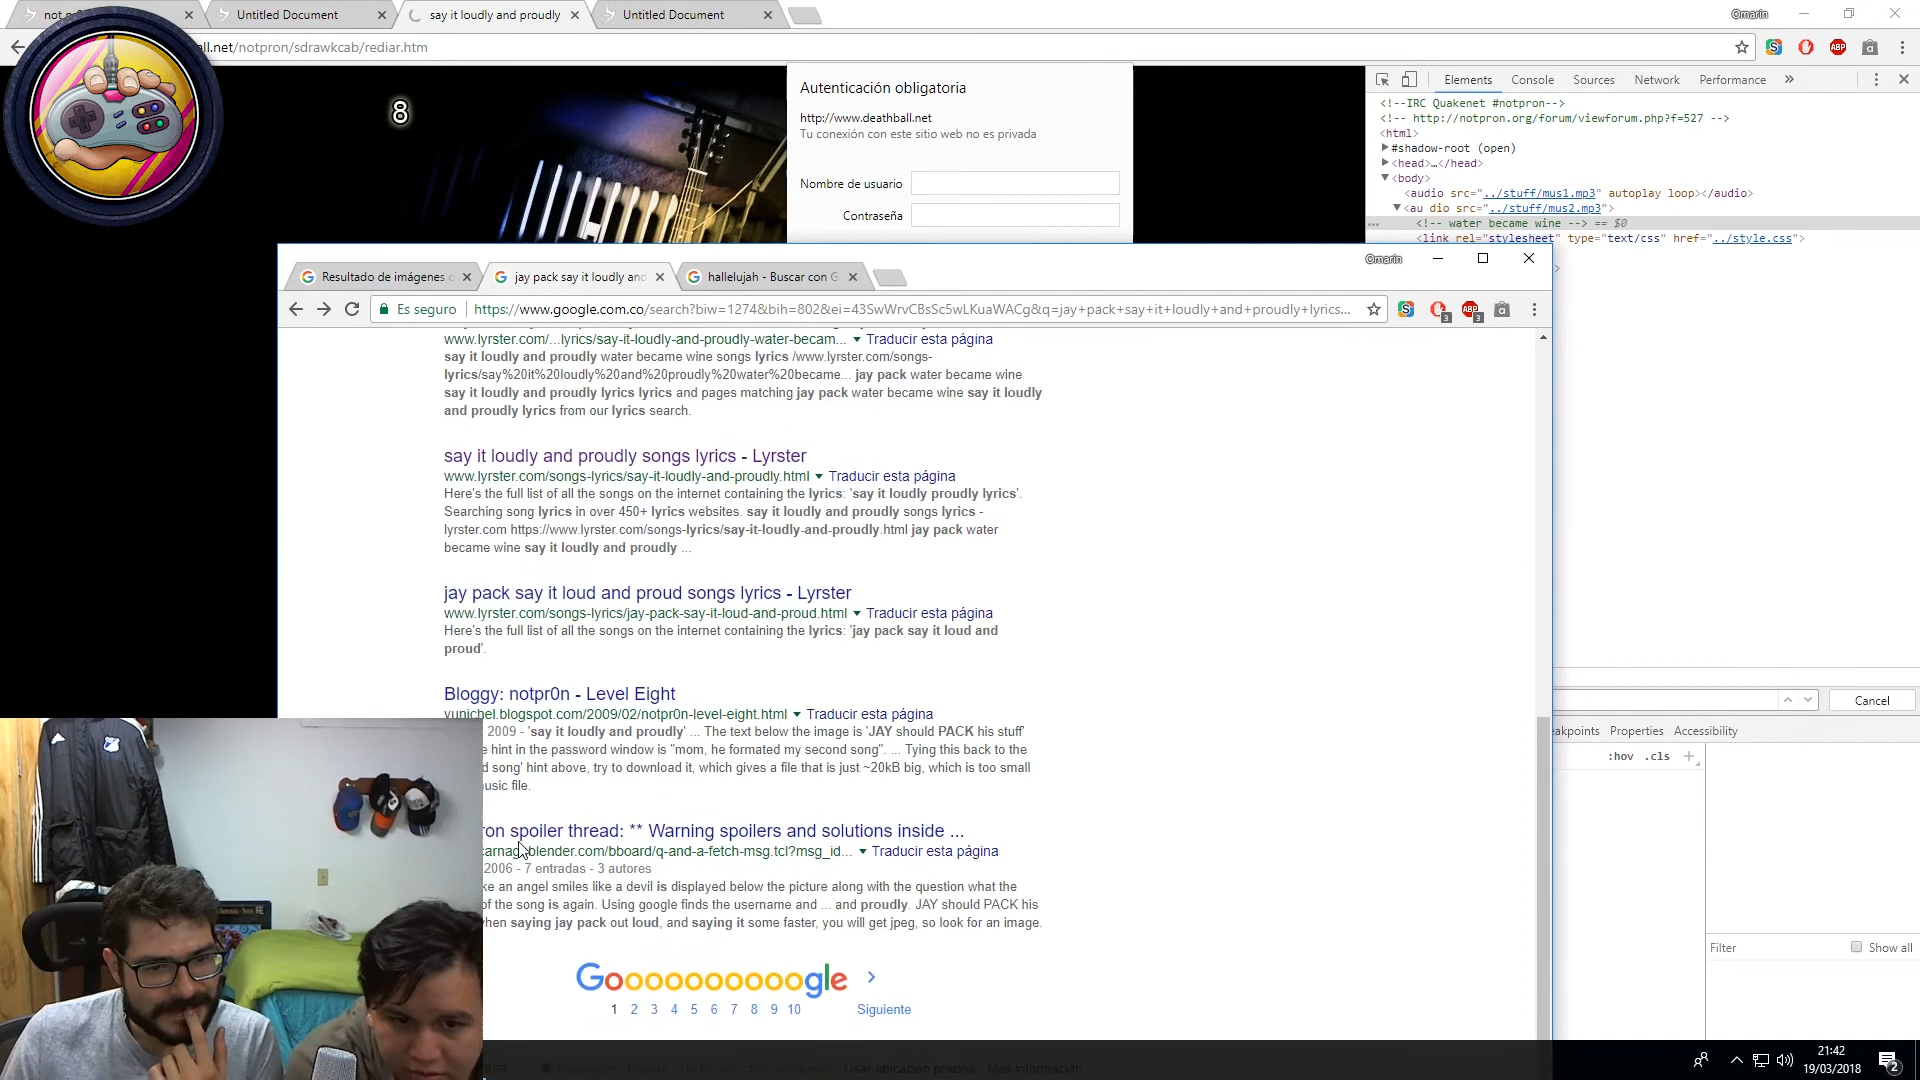 not p
Untitled Document
say it loudly and proudly
Untitled Document
Omarin
ll.net/notpron/sdrawkcab/rediar.htm
8
Autenticación obligatoria
http://www.deathball.net
Tu conexión con este sitio web no es privada
Nombre de usuario
Contraseña
Elements Console Sources Network Performance
<!--IRC Quakenet #notpron-->
<!-- http://notpron.org/forum/viewforum.php?f=527 -->
<html>
#shadow-root (open)
<head>…</head>
<body>
<audio src="../stuff/mus1.mp3" autoplay loop></audio>
<au dio src="../stuff/mus2.mp3">
<!-- water became wine --> == $0
<link rel="stylesheet" type="text/css" href="../style.css">
Resultado de imágenes
jay pack say it loudly and
hallelujah - Buscar con G
Omarin
Es seguro
https://www.google.com.co/search?biw=1274&bih=802&ei=43SwWrvCBsSc5wLKuaWACg&q=jay+pack+say+it+loudly+and+proudly+lyrics...
www.lyrster.com/...lyrics/say-it-loudly-and-proudly-water-becam... Traducir esta página
say it loudly and proudly water became wine songs lyrics /www.lyrster.com/songs-
lyrics/say%20it%20loudly%20and%20proudly%20water%20became... jay pack water became wine
say it loudly and proudly lyrics lyrics and pages matching jay pack water became wine say it loudly
and proudly lyrics from our lyrics search.
say it loudly and proudly songs lyrics - Lyrster
www.lyrster.com/songs-lyrics/say-it-loudly-and-proudly.html Traducir esta página
Here's the full list of all the songs on the internet containing the lyrics: 'say it loudly proudly lyrics'.
Searching song lyrics in over 450+ lyrics websites. say it loudly and proudly songs lyrics -
lyrster.com https://www.lyrster.com/songs-lyrics/say-it-loudly-and-proudly.html jay pack water
became wine say it loudly and proudly ...
jay pack say it loud and proud songs lyrics - Lyrster
www.lyrster.com/songs-lyrics/jay-pack-say-it-loud-and-proud.html Traducir esta página
Here's the full list of all the songs on the internet containing the lyrics: 'jay pack say it loud and
proud'.
Bloggy: notpr0n - Level Eight
yunichel.blogspot.com/2009/02/notpr0n-level-eight.html Traducir esta página
2009 - 'say it loudly and proudly' ... The text below the image is 'JAY should PACK his stuff'
e hint in the password window is "mom, he formated my second song". ... Tying this back to the
d song' hint above, try to download it, which gives a file that is just ~20kB big, which is too small
usic file.
ron spoiler thread: ** Warning spoilers and solutions inside ...
carnageblender.com/bboard/q-and-a-fetch-msg.tcl?msg_id... Traducir esta página
2006 - 7 entradas - 3 autores
ke an angel smiles like a devil is displayed below the picture along with the question what the
of the song is again. Using google finds the username and ... and proudly. JAY should PACK his
hen saying jay pack out loud, and saying it some faster, you will get jpeg, so look for an image.
Goooooooooogle
1 2 3 4 5 6 7 8 9 10 Siguiente
Cancel
eakpoints Properties Accessibility
:hov .cls
Filter
Show all
Usar ubicación precisa
Más información
21:42
19/03/2018
2